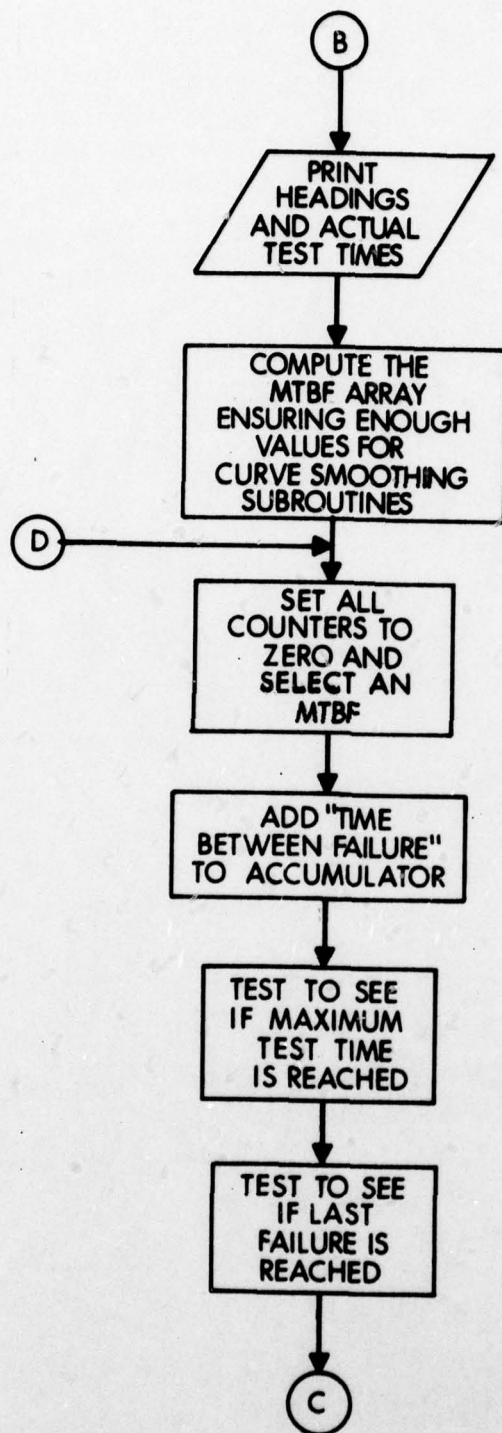 B
PRINT
HEADINGS
AND ACTUAL
TEST TIMES
COMPUTE THE
MTBF ARRAY
ENSURING ENOUGH
VALUES FOR
CURVE SMOOTHING
SUBROUTINES
D
SET ALL
COUNTERS TO
ZERO AND
SELECT AN
MTBF
ADD "TIME
BETWEEN FAILURE"
TO ACCUMULATOR
TEST TO SEE
IF MAXIMUM
TEST TIME
IS REACHED
TEST TO SEE
IF LAST
FAILURE IS
REACHED
C